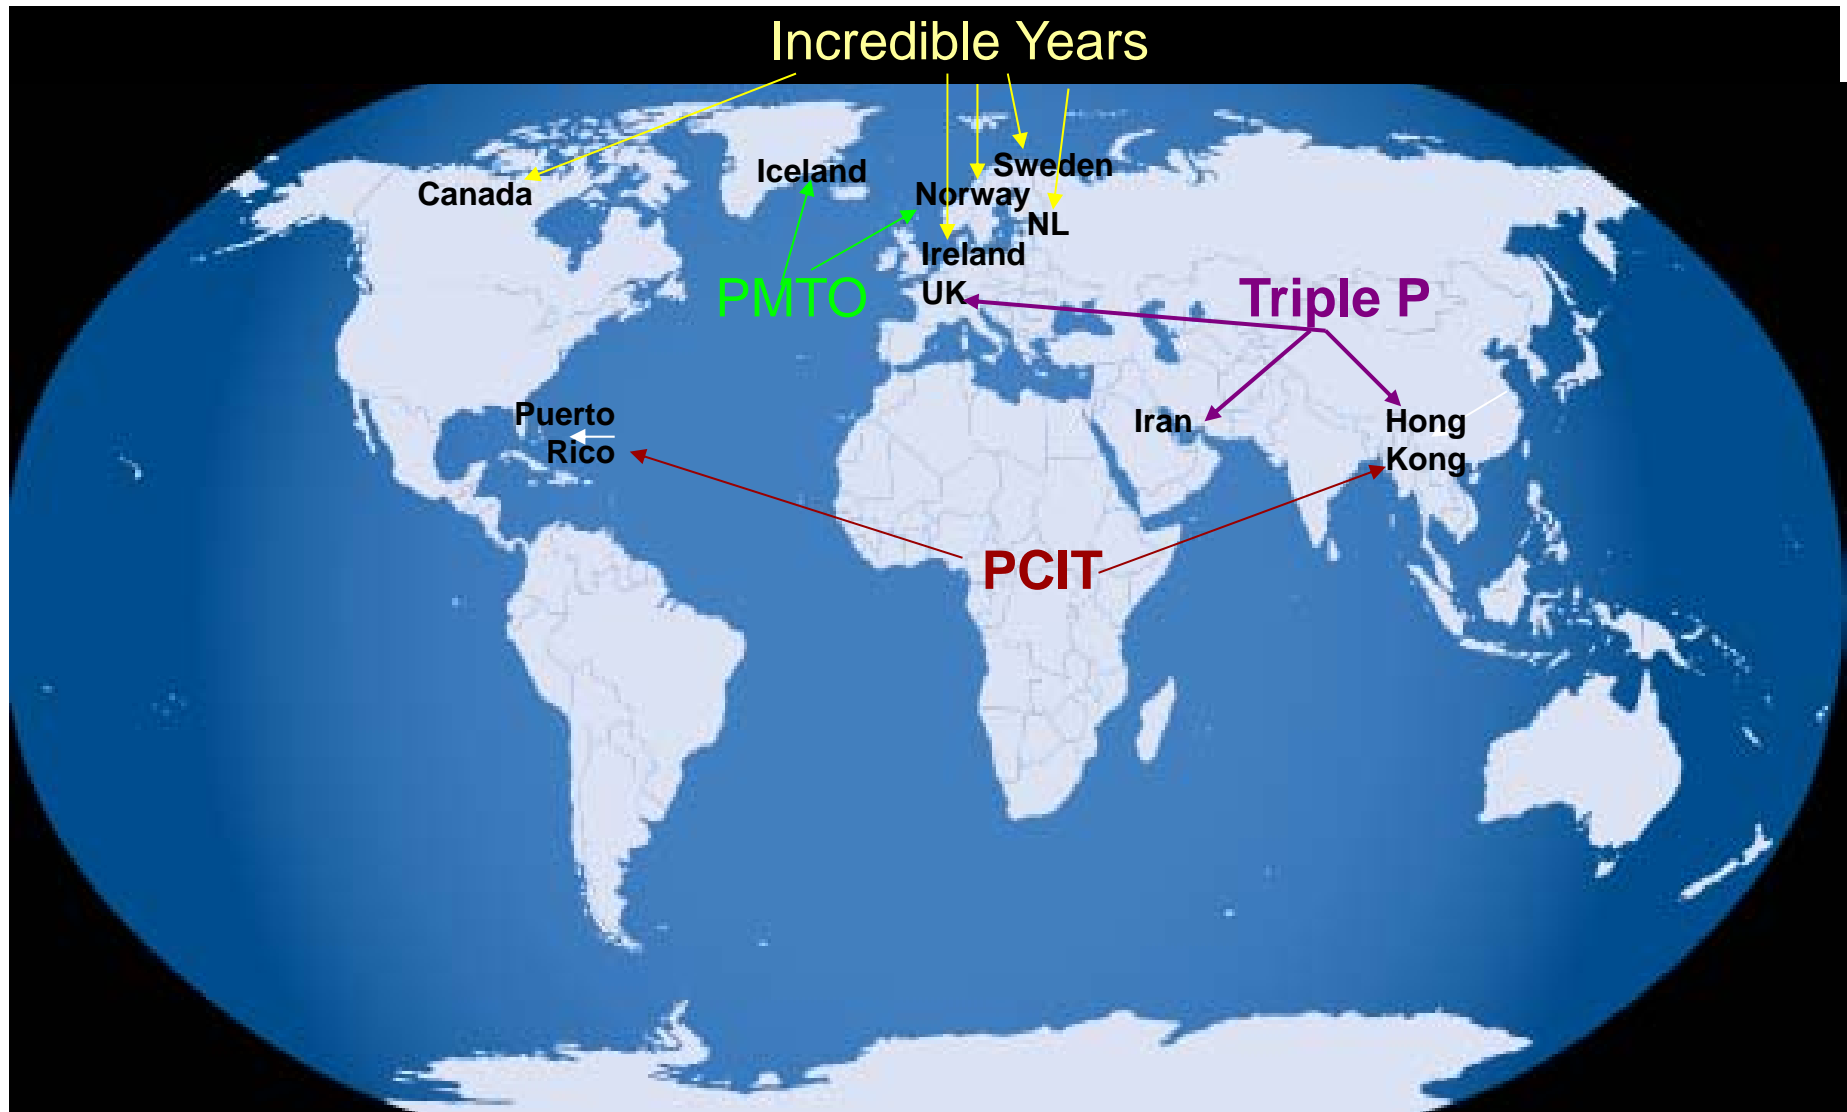 Incredible Years
Sweden
Iceland
Canada
Norway
NL
Ireland
UK
PMTO
Triple P
Puerto
Rico
Iran
Hong
Kong
PCIT